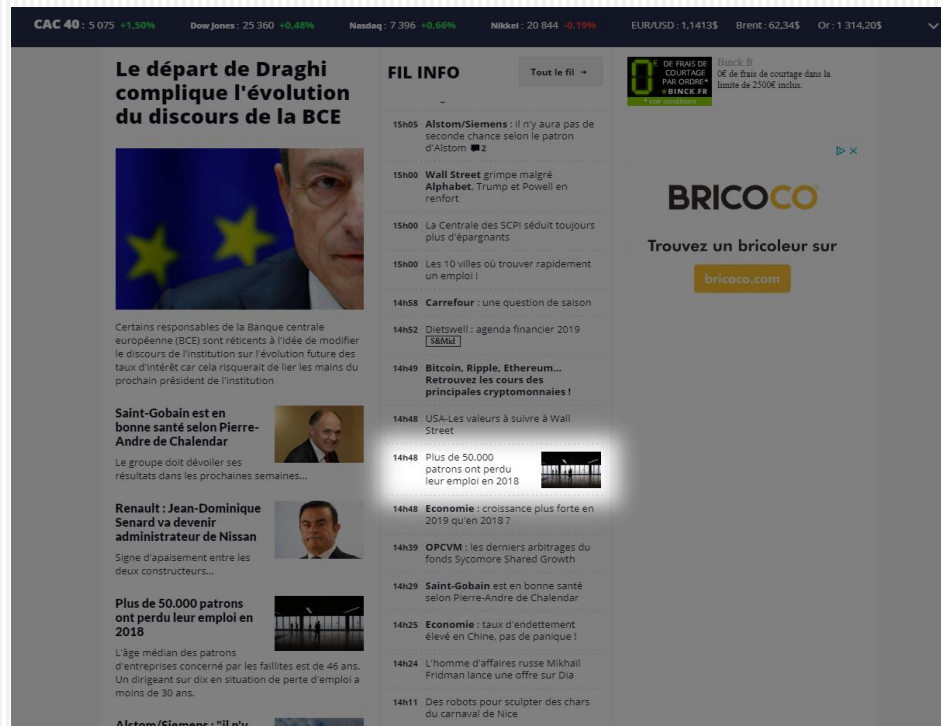 CAC 40 : 5 075 +1,50% Dow Jones : 25 360 +0,48% Nasdaq : 7 396 +0,66% Nikkei : 20 844 -0,19% EUR/USD : 1,1413$ Brent : 62,34$ Or : 1 314,20$
Le départ de Draghi
complique l'évolution
du discours de la BCE
Certains responsables de la Banque centrale
européenne (BCE) sont réticents à l'idée de modifier
le discours de l'institution sur l'évolution future des
taux d'intérêt car cela risquerait de lier les mains du
prochain président de l'institution
Saint-Gobain est en
bonne santé selon Pierre-
Andre de Chalendar
Le groupe doit dévoiler ses
résultats dans les prochaines semaines...
Renault : Jean-Dominique
Senard va devenir
administrateur de Nissan
Signe d'apaisement entre les
deux constructeurs...
Plus de 50.000 patrons
ont perdu leur emploi en
2018
L'âge médian des patrons
d'entreprises concerné par les faillites est de 46 ans.
Un dirigeant sur dix en situation de perte d'emploi a
moins de 30 ans.
Alstom/Siemens : "il n'y
FIL INFO
Tout le fil →
15h05 Alstom/Siemens : il n'y aura pas de
seconde chance selon le patron
d'Alstom 2
15h00 Wall Street grimpe malgré
Alphabet, Trump et Powell en
renfort
15h00 La Centrale des SCPI séduit toujours
plus d'épargnants
15h00 Les 10 villes où trouver rapidement
un emploi !
14h58 Carrefour : une question de saison
14h52 Dietswell : agenda financier 2019
S&Mid
14h49 Bitcoin, Ripple, Ethereum...
Retrouvez les cours des
principales cryptomonnaies !
14h48 USA-Les valeurs à suivre à Wall
Street
14h48 Plus de 50.000
patrons ont perdu
leur emploi en 2018
14h48 Economie : croissance plus forte en
2019 qu'en 2018 ?
14h39 OPCVM : les derniers arbitrages du
fonds Sycomore Shared Growth
14h29 Saint-Gobain est en bonne santé
selon Pierre-Andre de Chalendar
14h25 Economie : taux d'endettement
élevé en Chine, pas de panique !
14h24 L'homme d'affaires russe Mikhaïl
Fridman lance une offre sur Dia
14h11 Des robots pour sculpter des chars
du carnaval de Nice
0€ DE FRAIS DE
COURTAGE
PAR ORDRE*
BINCK.FR
* voir conditions
Binck.fr
0€ de frais de courtage dans la
limite de 2500€ inclus.
BRICOCO
Trouvez un bricoleur sur
bricoco.com